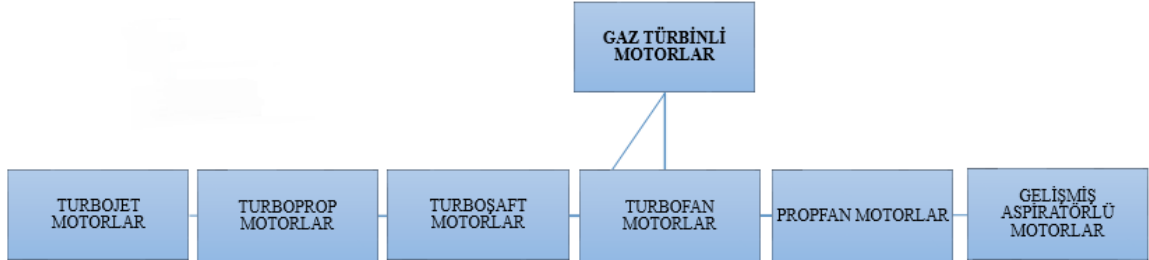 GAZ TÜRBİNLİ
MOTORLAR
TURBOJET
MOTORLAR
TURBOPROP
MOTORLAR
TURBOŞAFT
MOTORLAR
TURBOFAN
MOTORLAR
PROPFAN MOTORLAR
GELİŞMİŞ
ASPİRATÖRLÜ
MOTORLAR